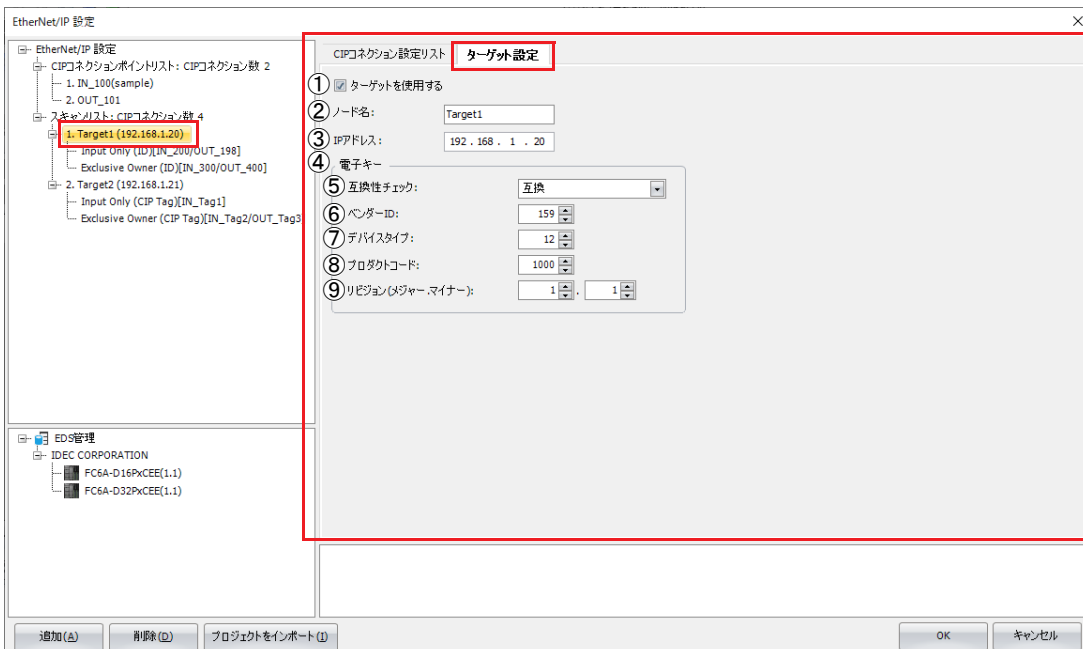 EtherNet/IP 設定
EtherNet/IP 設定
CIPコネクションポイントリスト: CIPコネクション数 2
1. IN_100(sample)
2. OUT_101
スキャンリスト: CIPコネクション数 4
1. Target1 (192.168.1.20)
Input Only (ID)[IN_200/OUT_198]
Exclusive Owner (ID)[IN_300/OUT_400]
2. Target2 (192.168.1.21)
Input Only (CIP Tag)[IN_Tag1]
Exclusive Owner (CIP Tag)[IN_Tag2/OUT_Tag3
EDS管理
IDEC CORPORATION
FC6A-D16PxCEE(1.1)
FC6A-D32PxCEE(1.1)
CIPコネクション設定リスト ターゲット設定
① ターゲットを使用する
② ノード名: Target1
③ IPアドレス: 192 . 168 . 1 . 20
④ 電子キー
⑤ 互換性チェック: 互換
⑥ ベンダーID: 159
⑦ デバイスタイプ: 12
⑧ プロダクトコード: 1000
⑨ リビジョン(メジャー.マイナー): 1 . 1
追加(A) 削除(D) プロジェクトをインポート(I) OK キャンセル